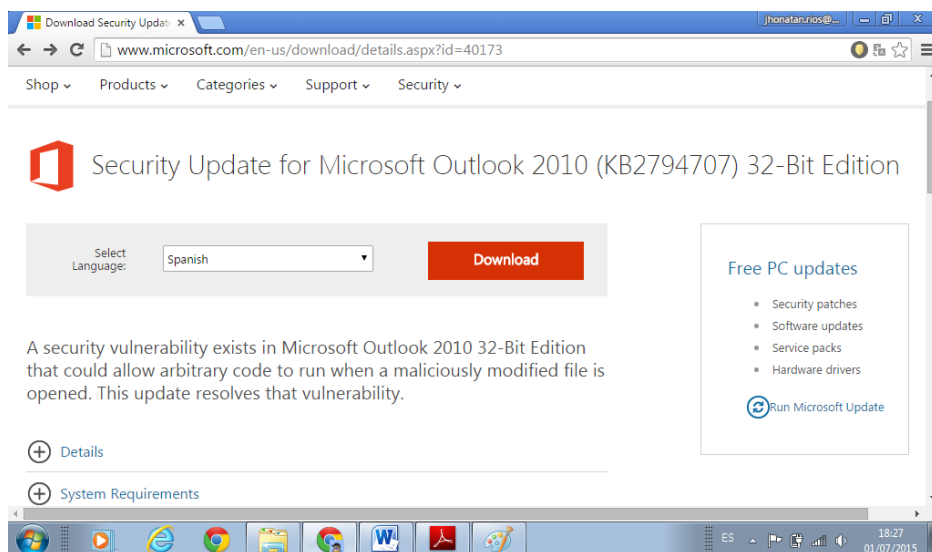 Download Security Updat
jhonatan.rios@...
www.microsoft.com/en-us/download/details.aspx?id=40173
Shop Products Categories Support Security
Security Update for Microsoft Outlook 2010 (KB2794707) 32-Bit Edition
Select
Language:
Spanish
Download
A security vulnerability exists in Microsoft Outlook 2010 32-Bit Edition
that could allow arbitrary code to run when a maliciously modified file is
opened. This update resolves that vulnerability.
Details
System Requirements
Free PC updates
Security patches
Software updates
Service packs
Hardware drivers
Run Microsoft Update
ES
18:27
01/07/2015